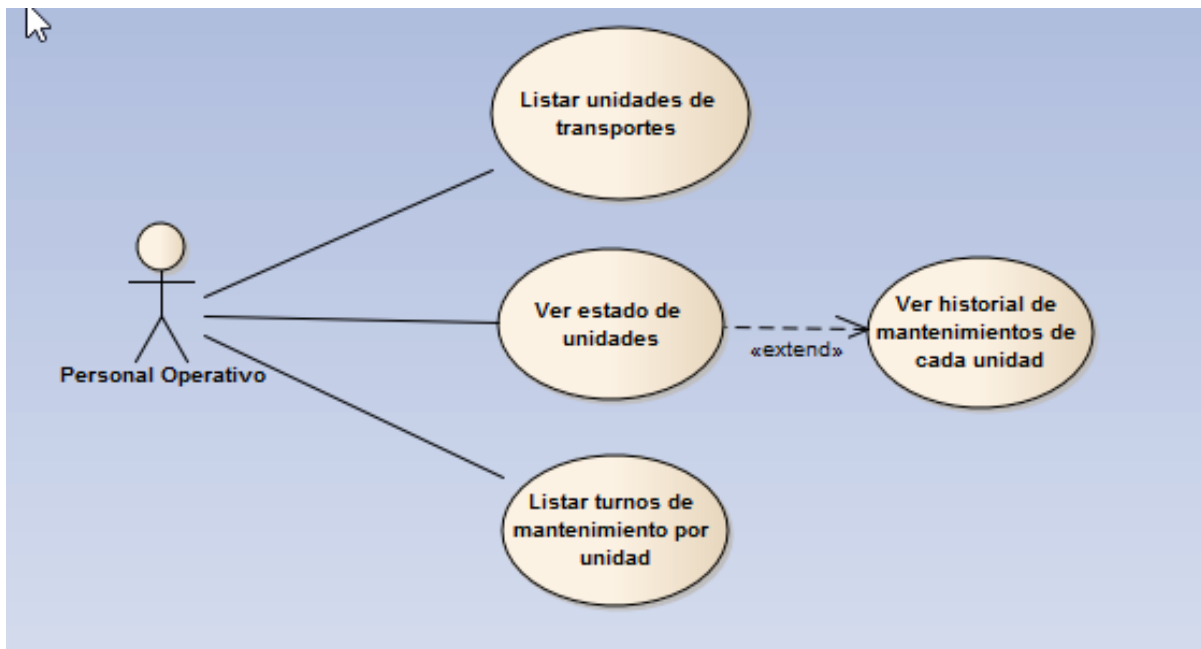 Listar unidades de
transportes
Personal Operativo
Ver estado de
unidades
«extend»
Ver historial de
mantenimientos de
cada unidad
Listar turnos de
mantenimiento por
unidad